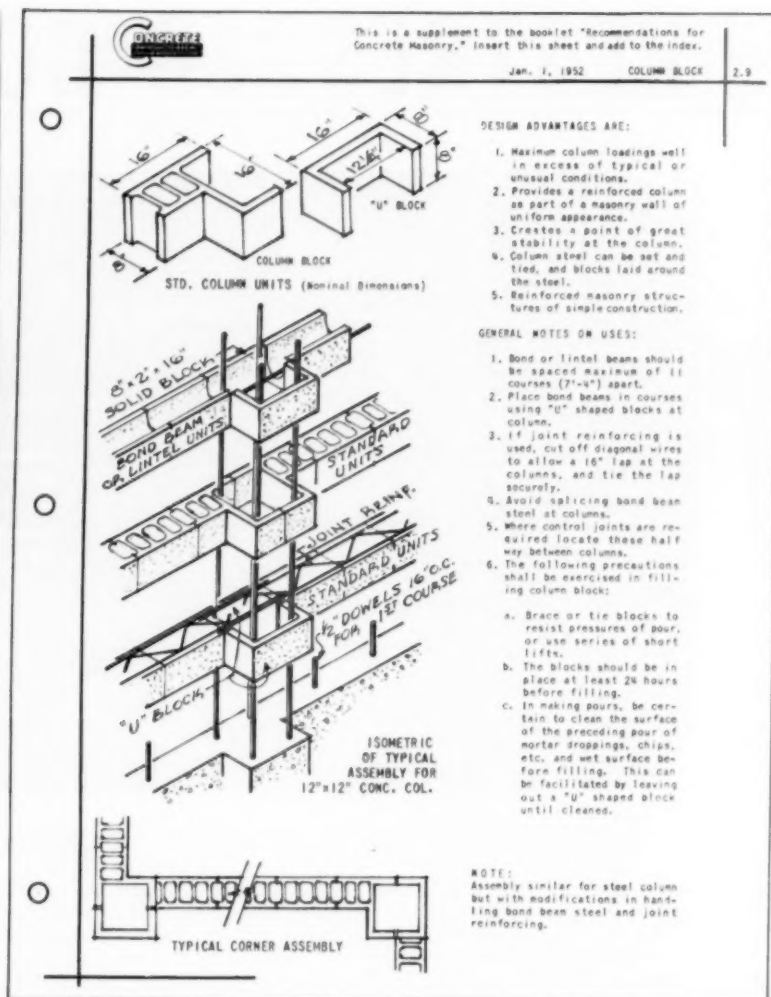 CONCRETE
This is a supplement to the booklet "Recommendations for
Concrete Masonry." Insert this sheet and add to the index.
Jan. 1, 1952 COLUMN BLOCK 2.9
16"
16"
8"
COLUMN BLOCK
16"
8"
12 1/8"
8"
"U" BLOCK
STD. COLUMN UNITS (Nominal Dimensions)
8"x2"x16"
SOLID BLOCK
BOND BEAM
OR LINTEL UNITS
STANDARD
UNITS
JOINT REINF.
STANDARD UNITS
1/2" DOWELS 16" O.C.
FOR 1ST COURSE
"U" BLOCK
ISOMETRIC
OF TYPICAL
ASSEMBLY FOR
12"x12" CONC. COL.
TYPICAL CORNER ASSEMBLY
DESIGN ADVANTAGES ARE:
1. Maximum column loadings well
in excess of typical or
unusual conditions.
2. Provides a reinforced column
as part of a masonry wall of
uniform appearance.
3. Creates a point of great
stability at the column.
4. Column steel can be set and
tied, and blocks laid around
the steel.
5. Reinforced masonry struc-
tures of simple construction.
GENERAL NOTES ON USES:
1. Bond or lintel beams should
be spaced maximum of 11
courses (7'-4") apart.
2. Place bond beams in courses
using "U" shaped blocks at
column.
3. If joint reinforcing is
used, cut off diagonal wires
to allow a 16" lap at the
columns, and tie the lap
securely.
4. Avoid splicing bond beam
steel at columns.
5. Where control joints are re-
quired locate these half
way between columns.
6. The following precautions
shall be exercised in fill-
ing column block:
a. Brace or tie blocks to
resist pressures of pour,
or use series of short
lifts.
b. The blocks should be in
place at least 24 hours
before filling.
c. In making pours, be cer-
tain to clean the surface
of the preceding pour of
mortar droppings, chips,
etc. and wet surface be-
fore filling. This can
be facilitated by leaving
out a "U" shaped block
until cleaned.
NOTE:
Assembly similar for steel column
but with modifications in hand-
ling bond beam steel and joint
reinforcing.